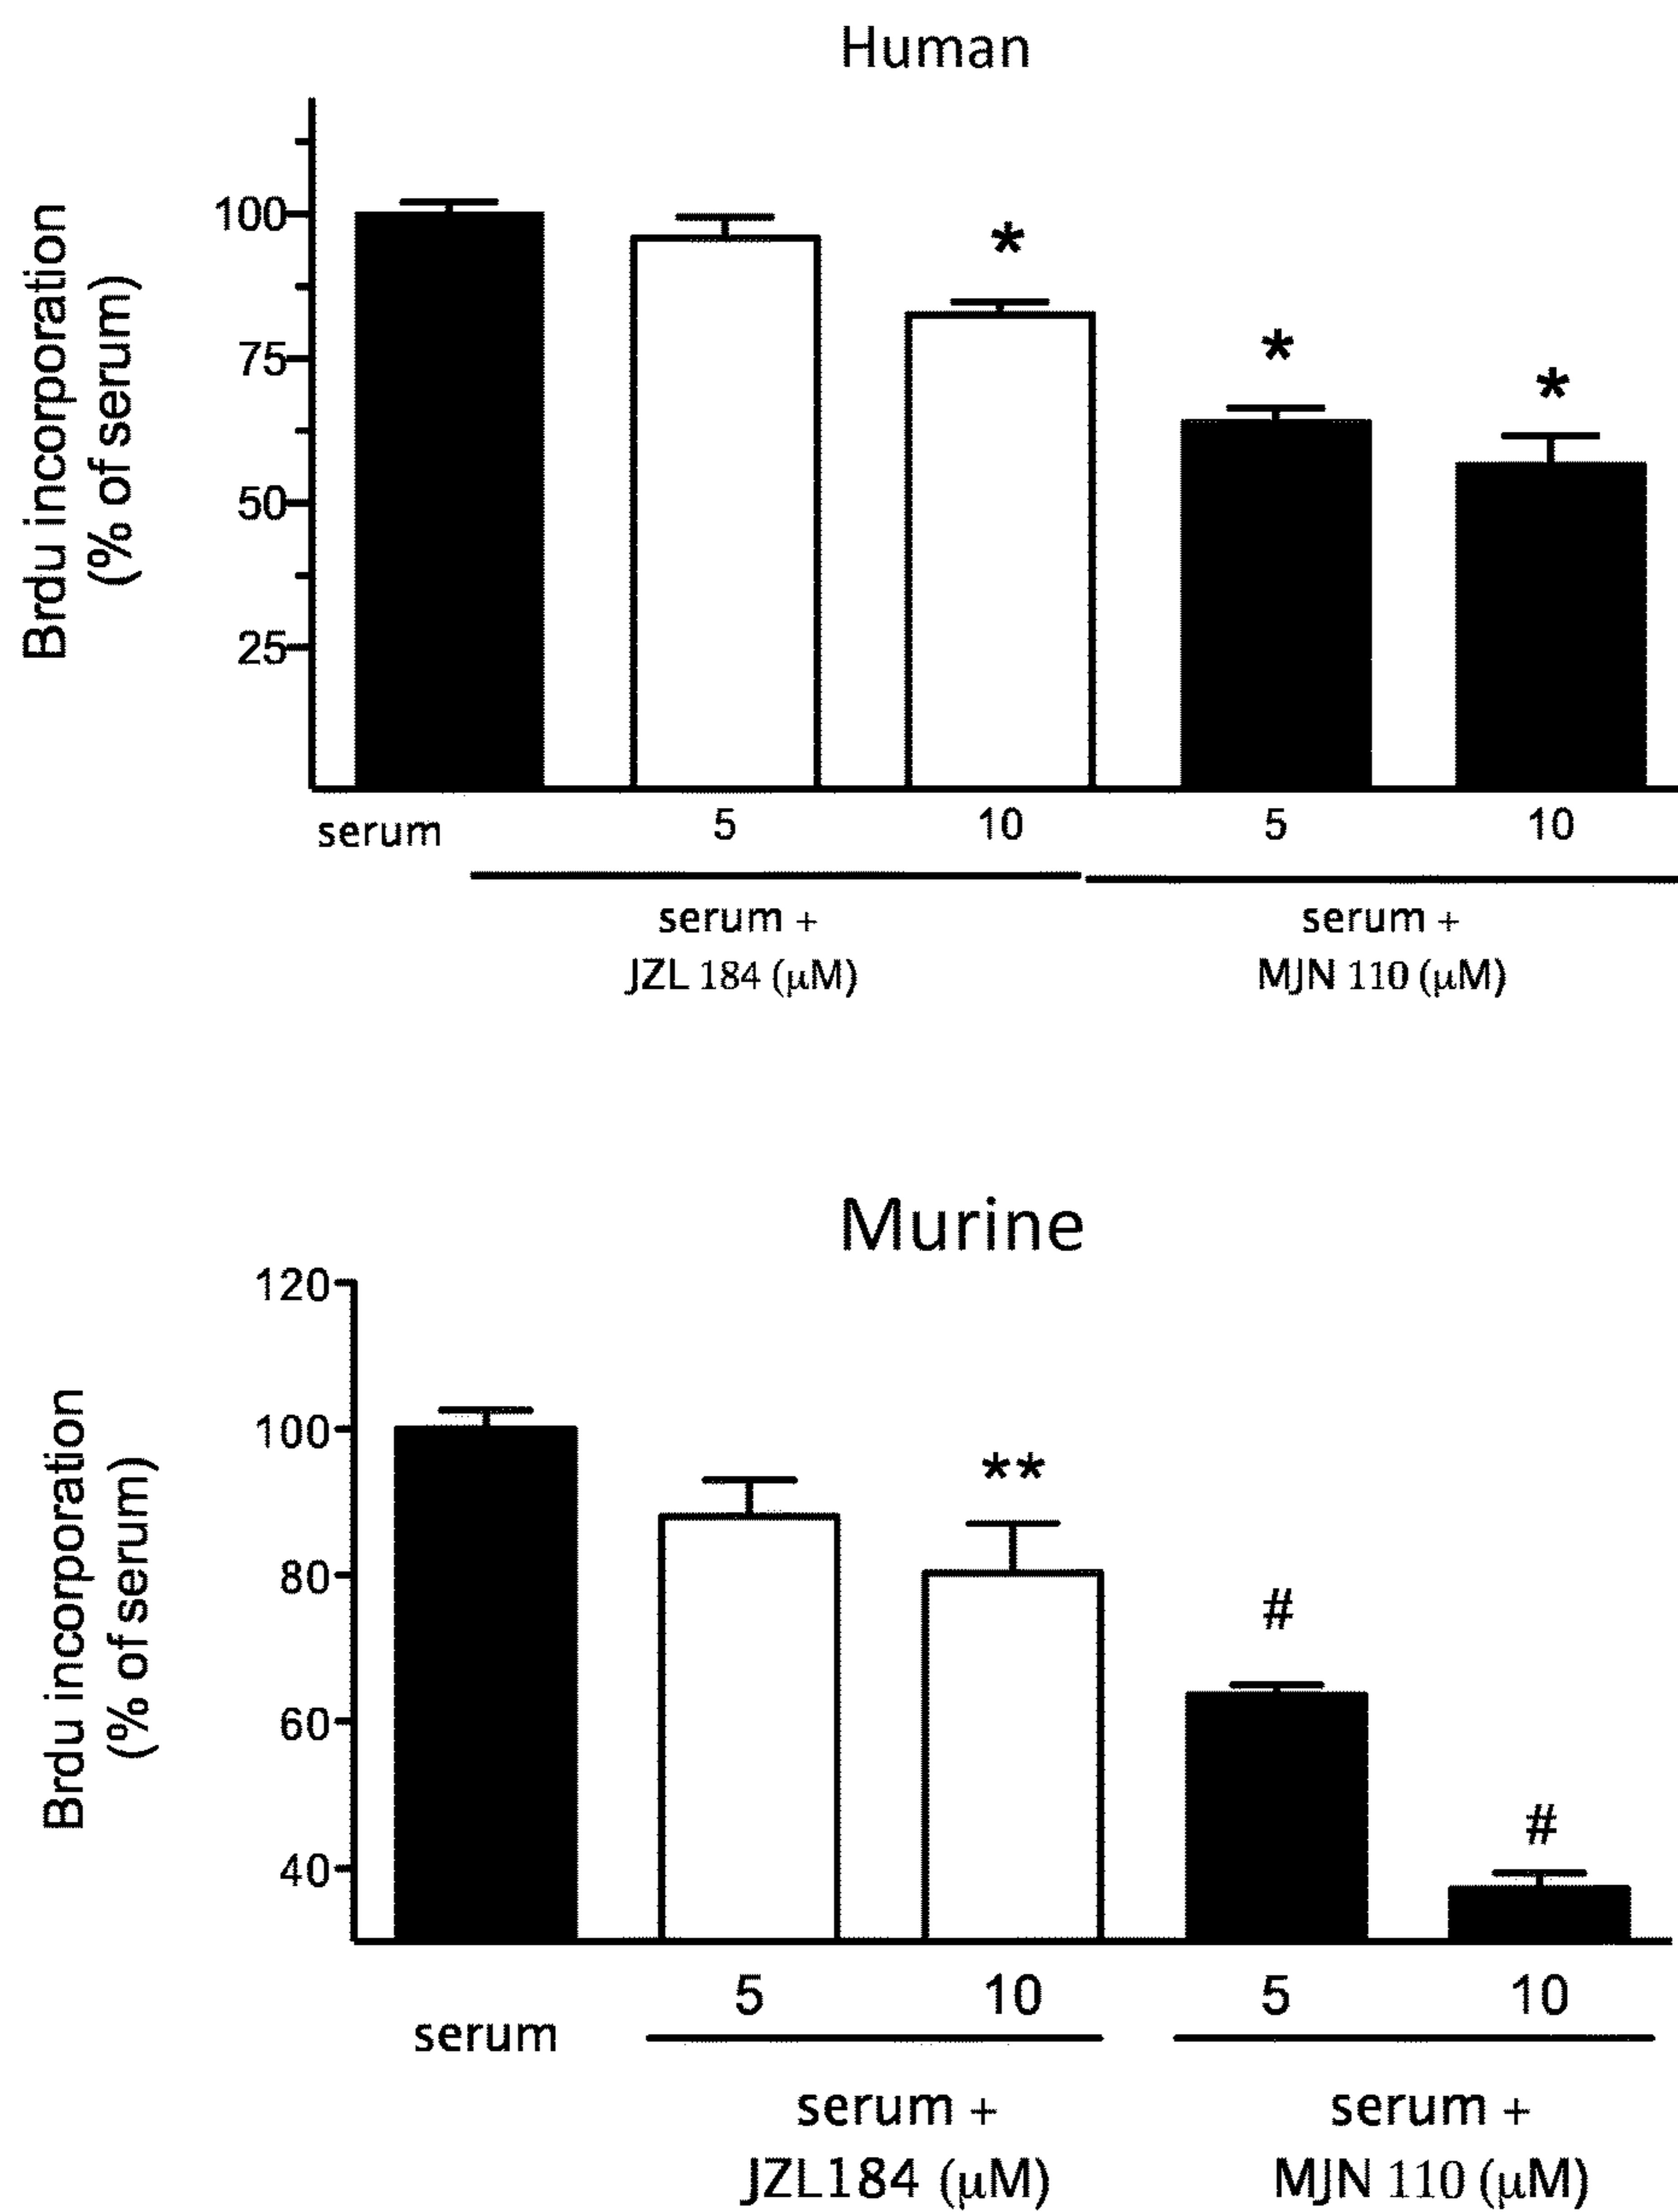 Human
Brdu incorporation
(% of serum)
100
75
50
25
*
*
*
serum
5
10
5
10
serum +
JZL 184 (μM)
serum +
MJN 110 (μM)
Murine
Brdu incorporation
(% of serum)
120
100
80
60
40
**
#
#
serum
5
10
5
10
serum +
JZL184 (μM)
serum +
MJN 110 (μM)